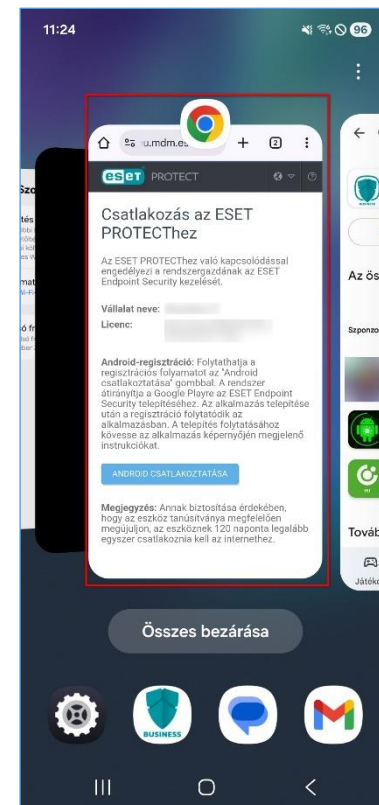 11:24
96
u.mdm.es
2
eseT PROTECT
Csatlakozás az ESET
PROTECThez
Az ESET PROTECThez való kapcsolódással
engedélyezi a rendszergazdának az ESET
Endpoint Security kezelését.
Vállalat neve:
Licenc:
Android-regisztráció: Folytathatja a
regisztrációs folyamatot az "Android
csatlakoztatása" gombbal. A rendszer
átirányítja a Google Playre az ESET Endpoint
Security telepítéséhez. Az alkalmazás telepítése
után a regisztráció folytatódik az
alkalmazásban. A telepítés folytatásához
kövesse az alkalmazás képernyőjén megjelenő
instrukciókat.
ANDROID CSATLAKOZTATÁSA
Megjegyzés: Annak biztosítása érdekében,
hogy az eszköz tanúsítványa megfelelően
megújuljon, az eszköznek 120 naponta legalább
egyszer csatlakoznia kell az internethez.
Az ös
Szponzo
Továb
Játéko
Összes bezárása
BUSINESS